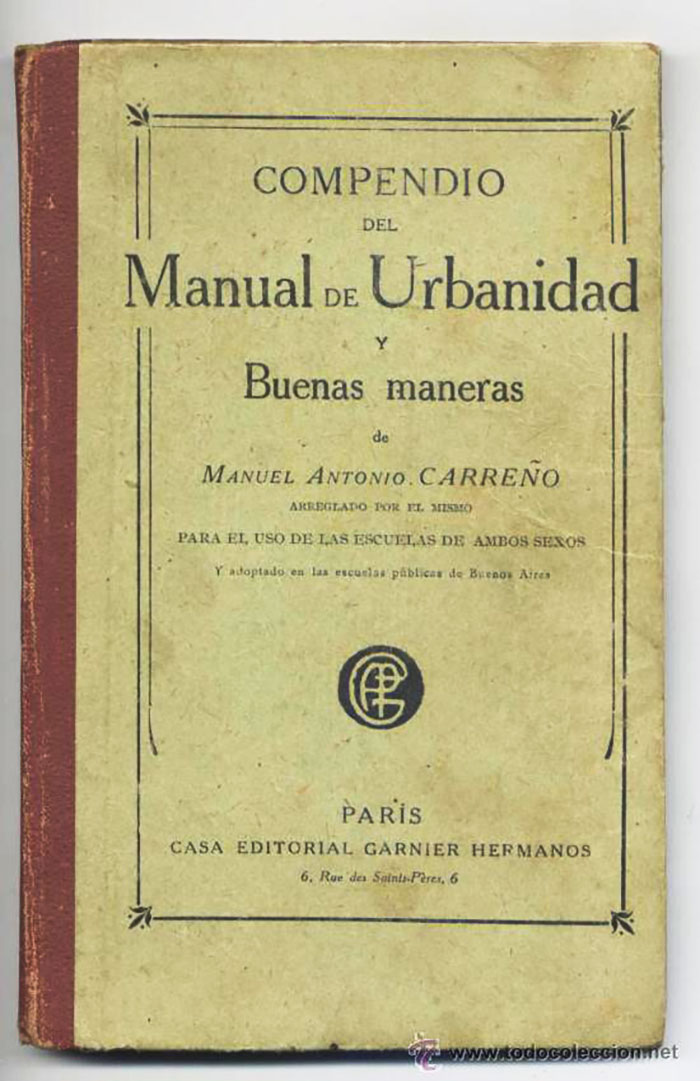 COMPENDIO
DEL
Manual DE Urbanidad
Y
Buenas maneras
de
MANUEL ANTONIO. CARREÑO
ARREGLADO POR EL MISMO
PARA EL USO DE LAS ESCUELAS DE AMBOS SEXOS
Y adoptado en las escuelas públicas de Buenos Aires
PARÍS
CASA EDITORIAL GARNIER HERMANOS
6, Rue des Saints-Pères, 6
www.todocoleccion.net